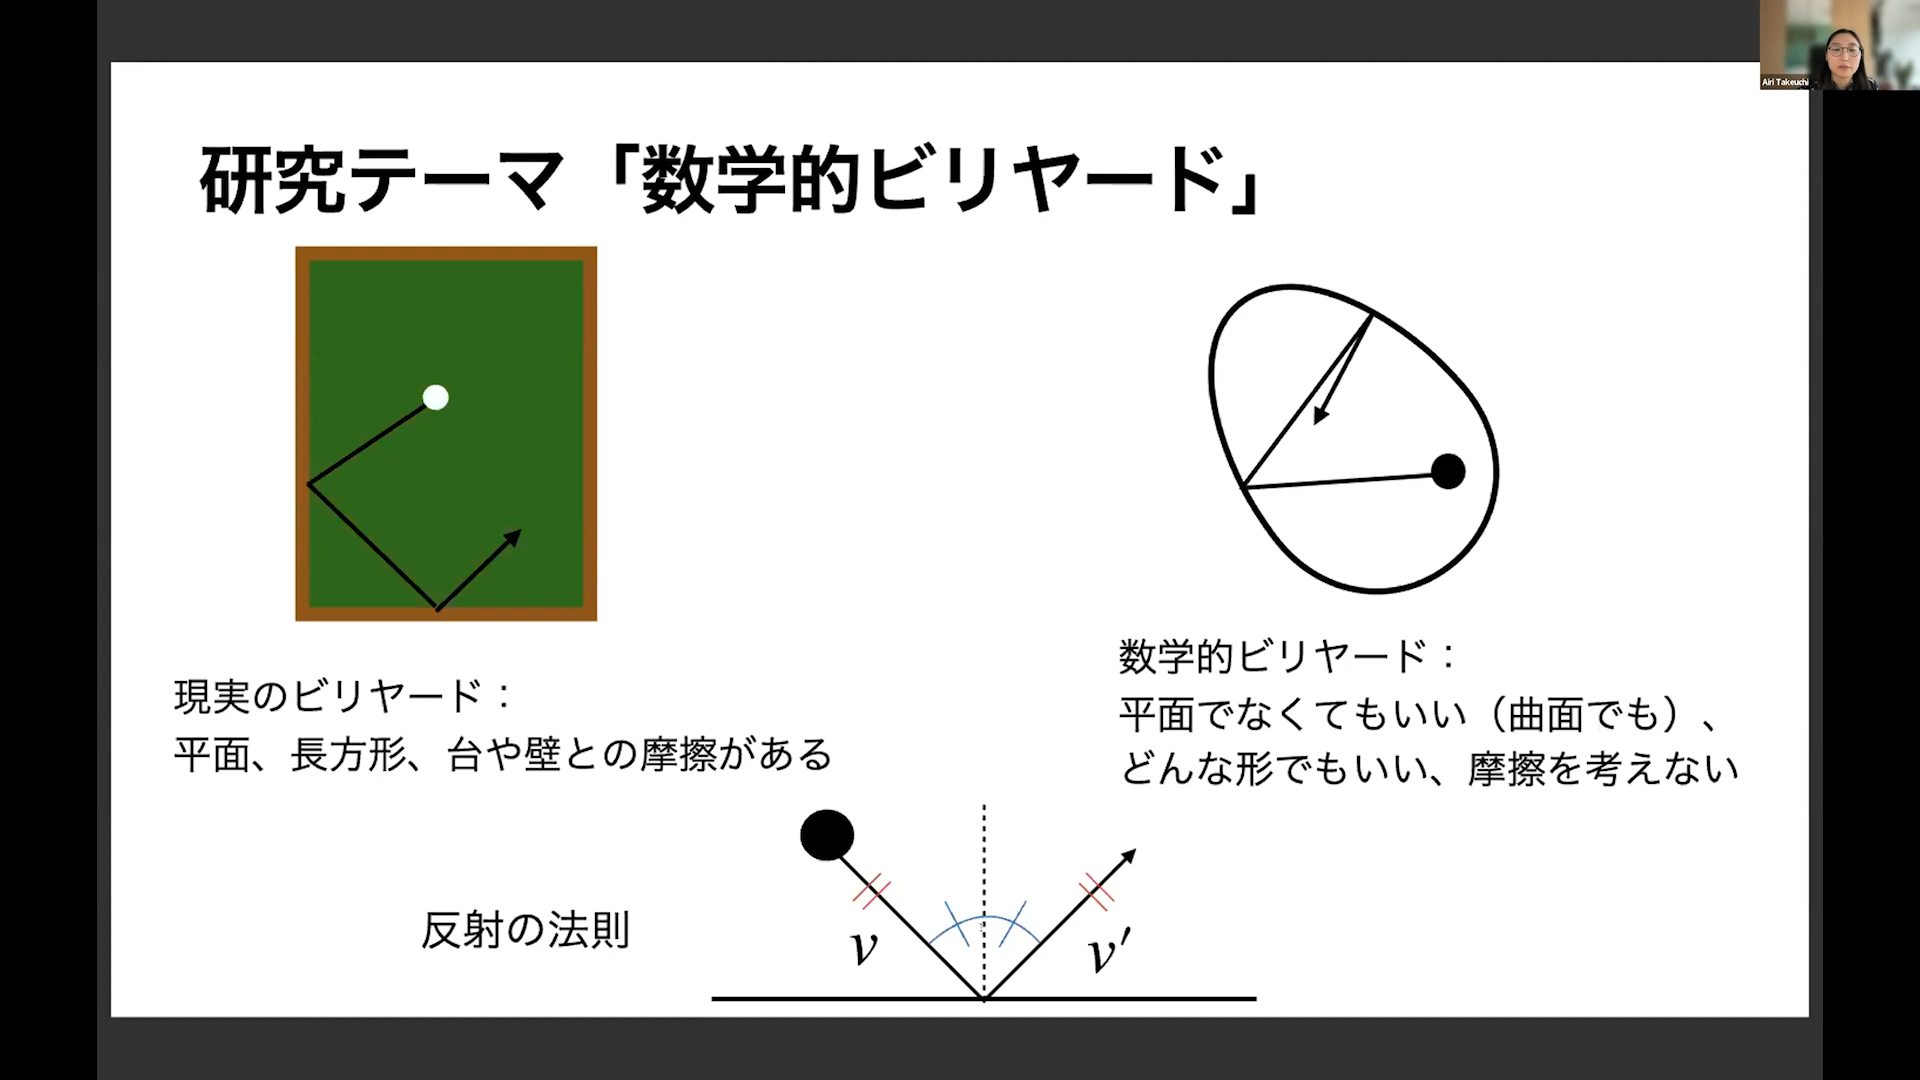 Airi Takeuchi
研究テーマ「数学的ビリヤード」
現実のビリヤード：
平面、長方形、台や壁との摩擦がある
数学的ビリヤード：
平面でなくてもいい（曲面でも）、
どんな形でもいい、摩擦を考えない
反射の法則
v
v′